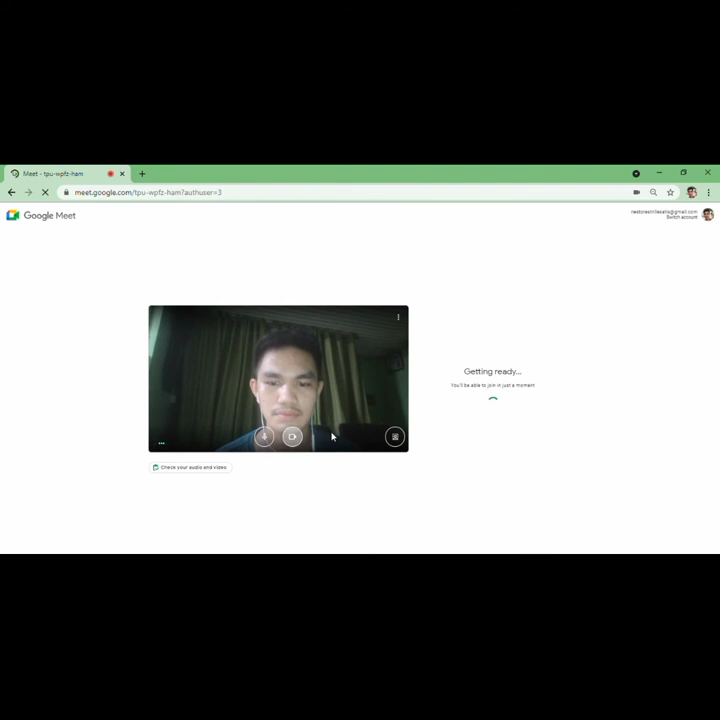 Meet - tpu-wpfz-ham
meet.google.com/tpu-wpfz-ham?authuser=3
Google Meet
Switch account
Getting ready...
You'll be able to join in just a moment
Check your audio and video